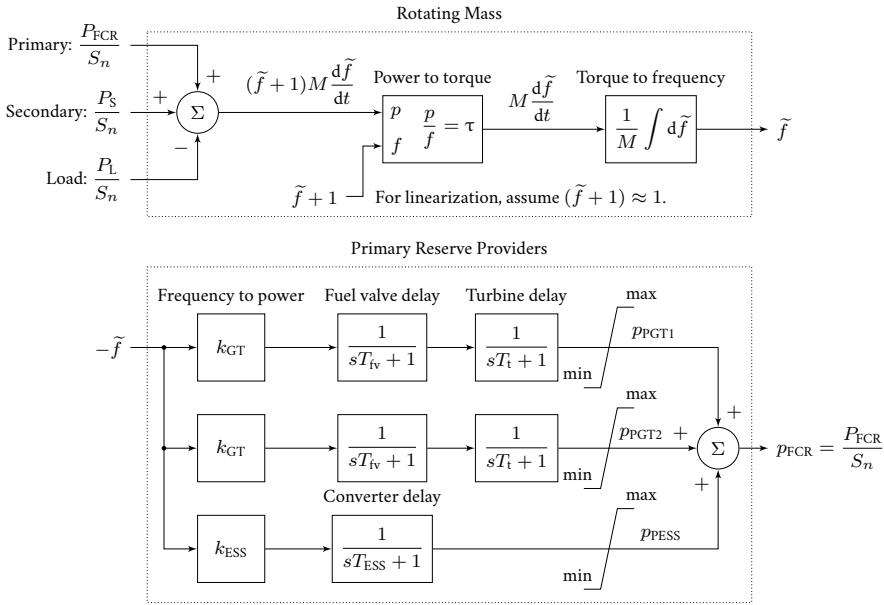 Rotating Mass
Primary: P_FCR / S_n
+
(f̃ + 1) M df̃/dt
Power to torque
M df̃/dt
Torque to frequency
Secondary: P_S / S_n
+
Σ
p
f
p/f = τ
1/M ∫ df̃
f̃
−
Load: P_L / S_n
f̃ + 1
For linearization, assume (f̃ + 1) ≈ 1.
Primary Reserve Providers
Frequency to power
Fuel valve delay
Turbine delay
max
−f̃
k_GT
1 / (sT_fv + 1)
1 / (sT_t + 1)
p_PGT1
min
+
max
k_GT
1 / (sT_fv + 1)
1 / (sT_t + 1)
p_PGT2
+
Σ
p_FCR = P_FCR / S_n
min
+
Converter delay
max
k_ESS
1 / (sT_ESS + 1)
p_PESS
min